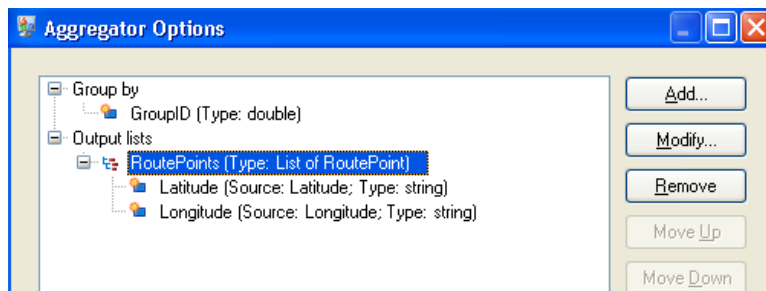 Aggregator Options
Group by
GroupID (Type: double)
Output lists
RoutePoints (Type: List of RoutePoint)
Latitude (Source: Latitude; Type: string)
Longitude (Source: Longitude; Type: string)
Add...
Modify...
Remove
Move Up
Move Down